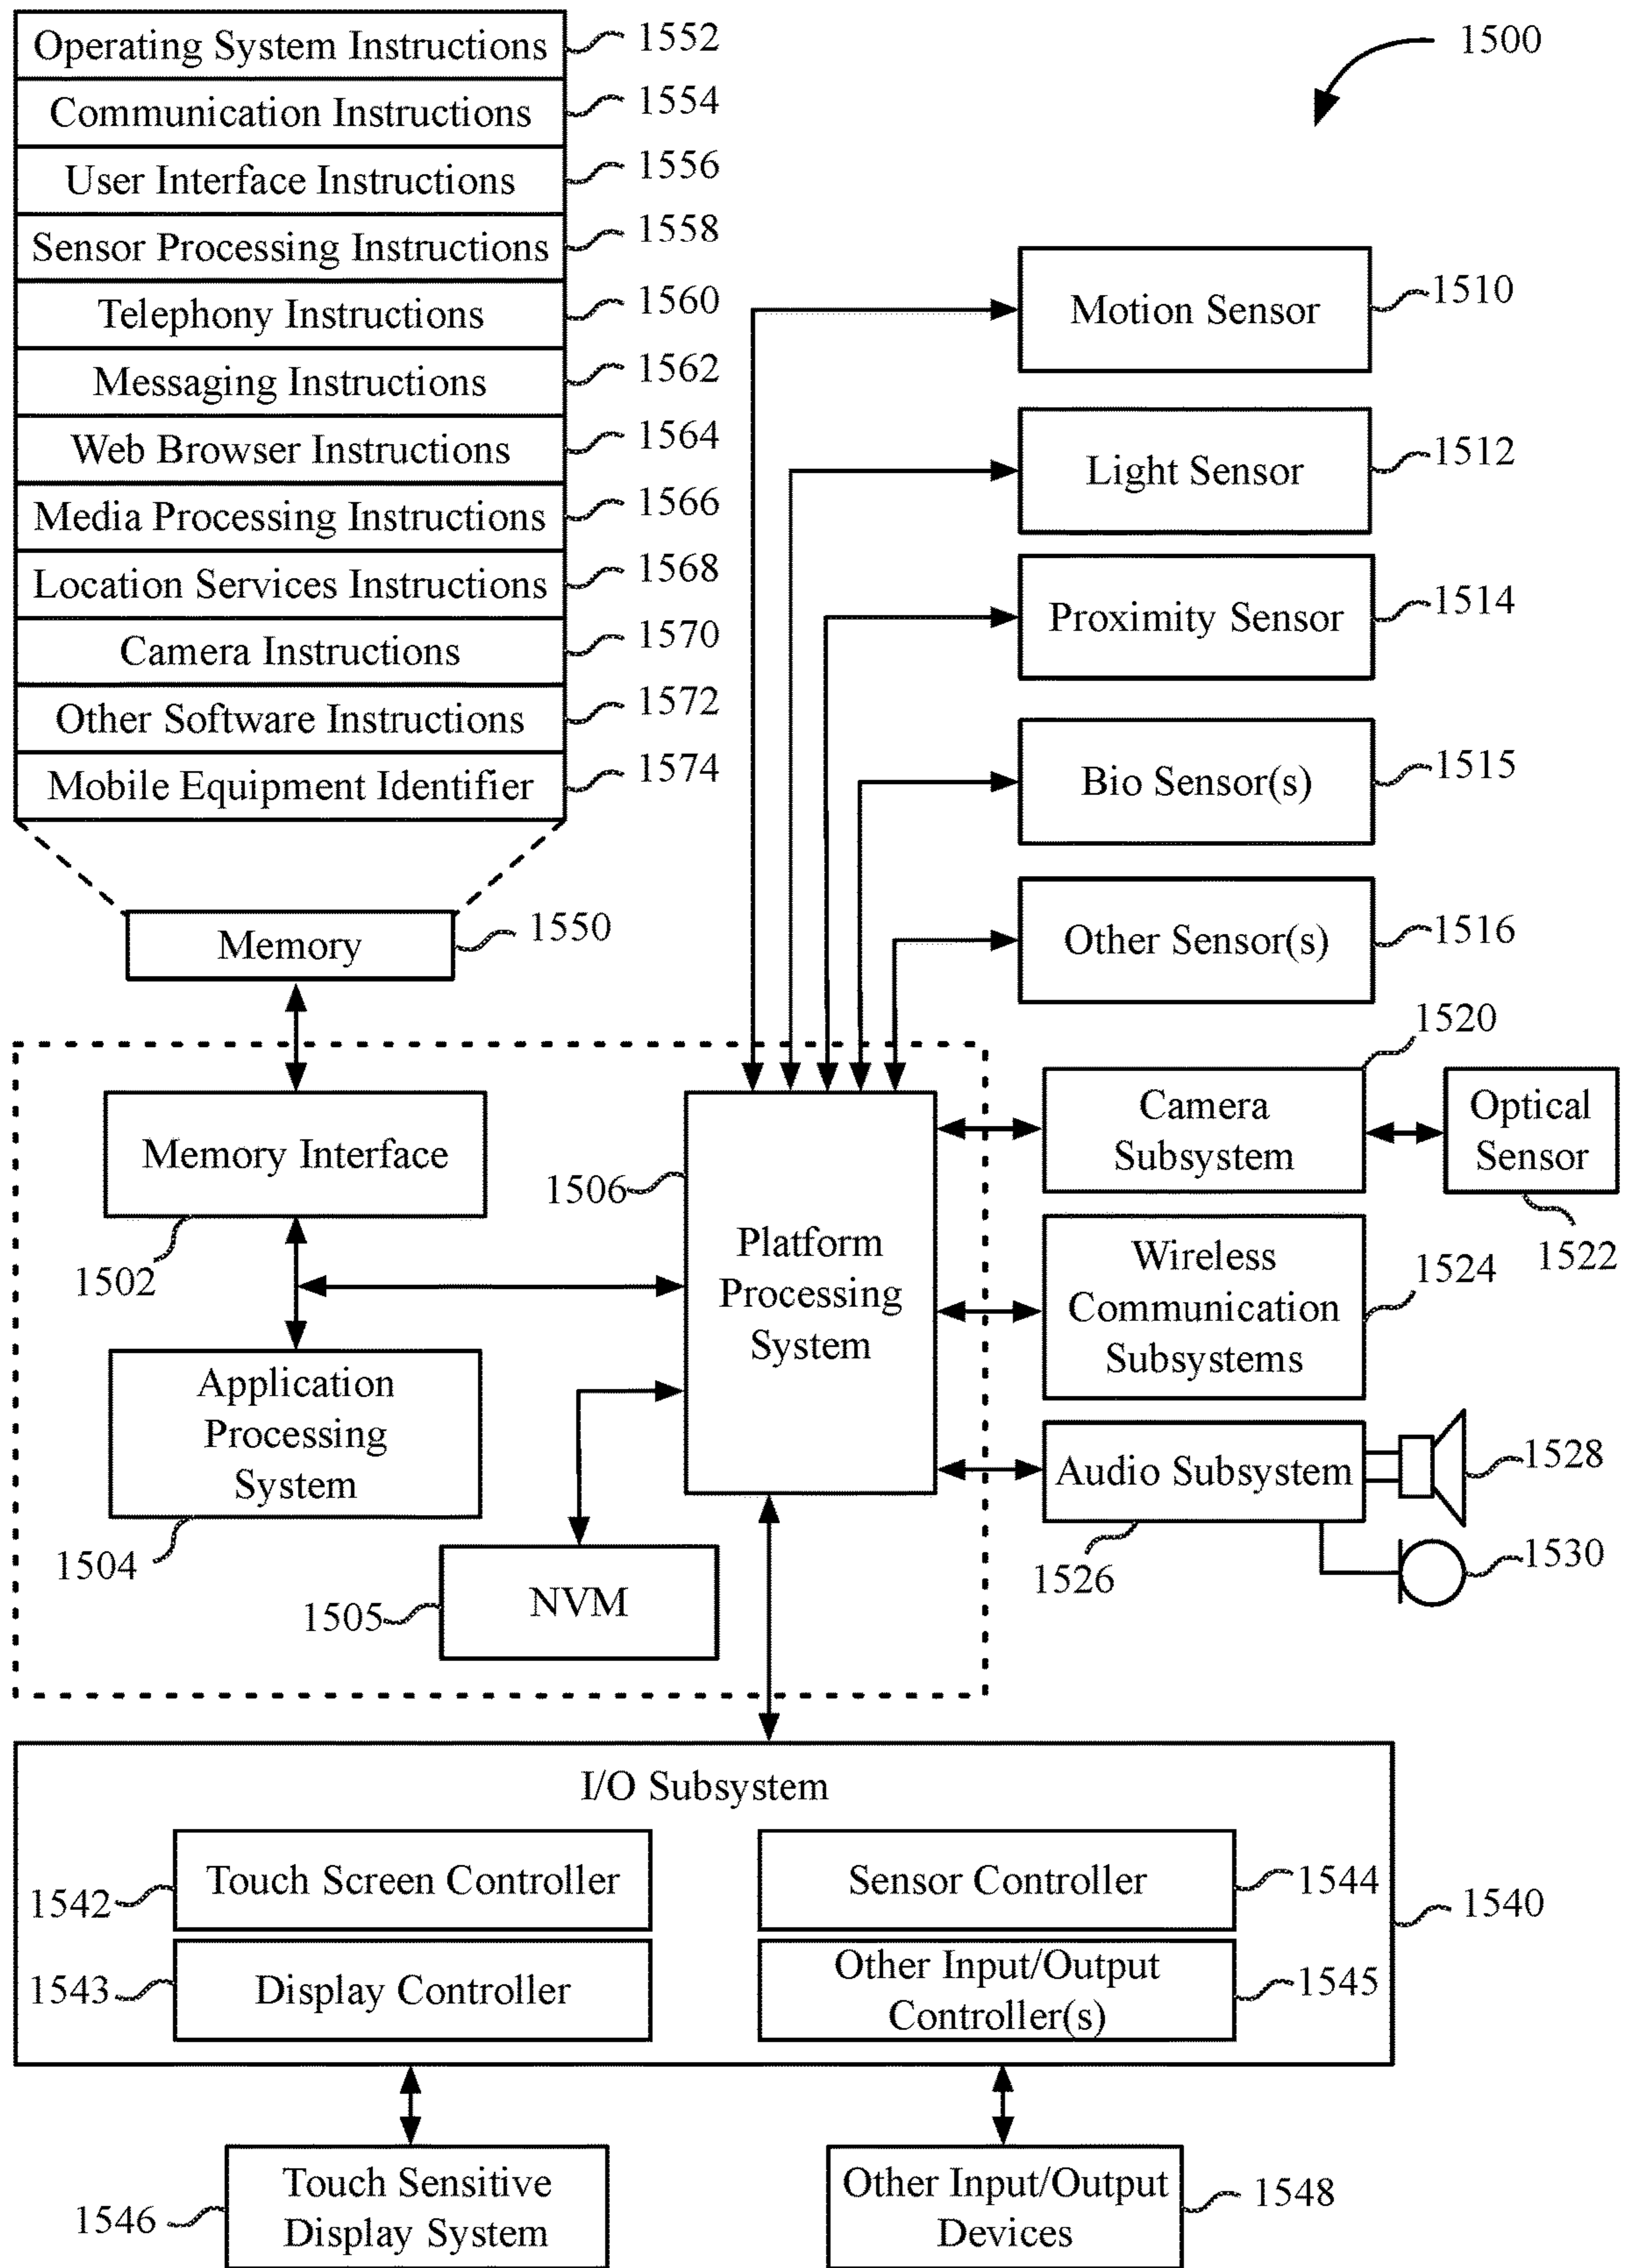 Operating System Instructions
1552
Communication Instructions
1554
User Interface Instructions
1556
Sensor Processing Instructions
1558
Telephony Instructions
1560
Messaging Instructions
1562
Web Browser Instructions
1564
Media Processing Instructions
1566
Location Services Instructions
1568
Camera Instructions
1570
Other Software Instructions
1572
Mobile Equipment Identifier
1574
Memory
1550
1500
Motion Sensor
1510
Light Sensor
1512
Proximity Sensor
1514
Bio Sensor(s)
1515
Other Sensor(s)
1516
Memory Interface
1502
Application
Processing
System
1504
NVM
1505
1506
Platform
Processing
System
1520
Camera
Subsystem
Optical
Sensor
1522
Wireless
Communication
Subsystems
1524
Audio Subsystem
1526
1528
1530
I/O Subsystem
1540
Touch Screen Controller
1542
Sensor Controller
1544
Display Controller
1543
Other Input/Output
Controller(s)
1545
Touch Sensitive
Display System
1546
Other Input/Output
Devices
1548